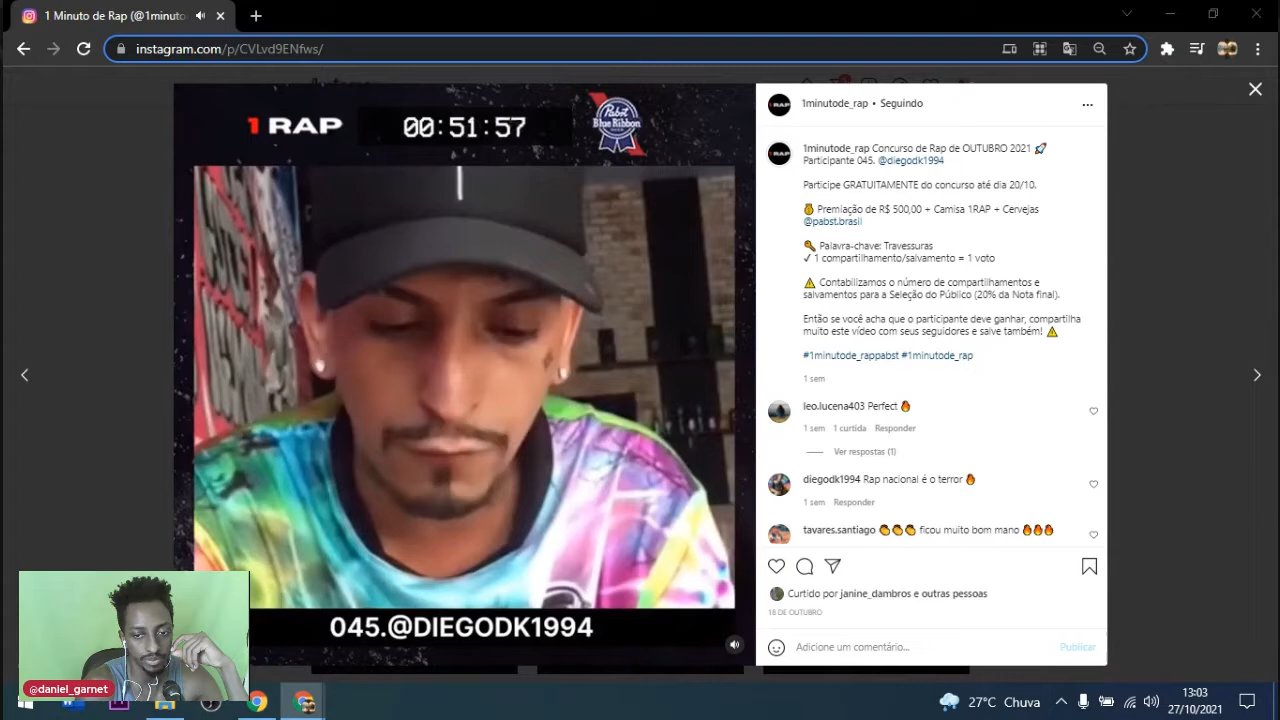 1 Minuto de Rap (@1minuto
instagram.com/p/CVLvd9ENfws/
1 RAP
00:51:57
Pabst
Blue Ribbon
045.@DIEGODK1994
@daniel_garnet
1minutode_rap • Seguindo
1minutode_rap Concurso de Rap de OUTUBRO 2021 🚀
Participante 045. @diegodk1994
Participe GRATUITAMENTE do concurso até dia 20/10.
🏅 Premiação de R$ 500,00 + Camisa 1RAP + Cervejas
@pabst.brasil
🔑 Palavra-chave: Travessuras
✓ 1 compartilhamento/salvamento = 1 voto
⚠️ Contabilizamos o número de compartilhamentos e
salvamentos para a Seleção do Público (20% da Nota final).
Então se você acha que o participante deve ganhar, compartilha
muito este vídeo com seus seguidores e salve também! ⚠️
#1minutode_rappabst #1minutode_rap
1 sem
leo.lucena403 Perfect 🔥
1 sem 1 curtida Responder
Ver respostas (1)
diegodk1994 Rap nacional é o terror 🔥
1 sem Responder
tavares.santiago 👏👏👏 ficou muito bom mano 🔥🔥🔥
Curtido por janine_dambros e outras pessoas
18 DE OUTUBRO
Adicione um comentário...
Publicar
27°C Chuva
13:03
27/10/2021